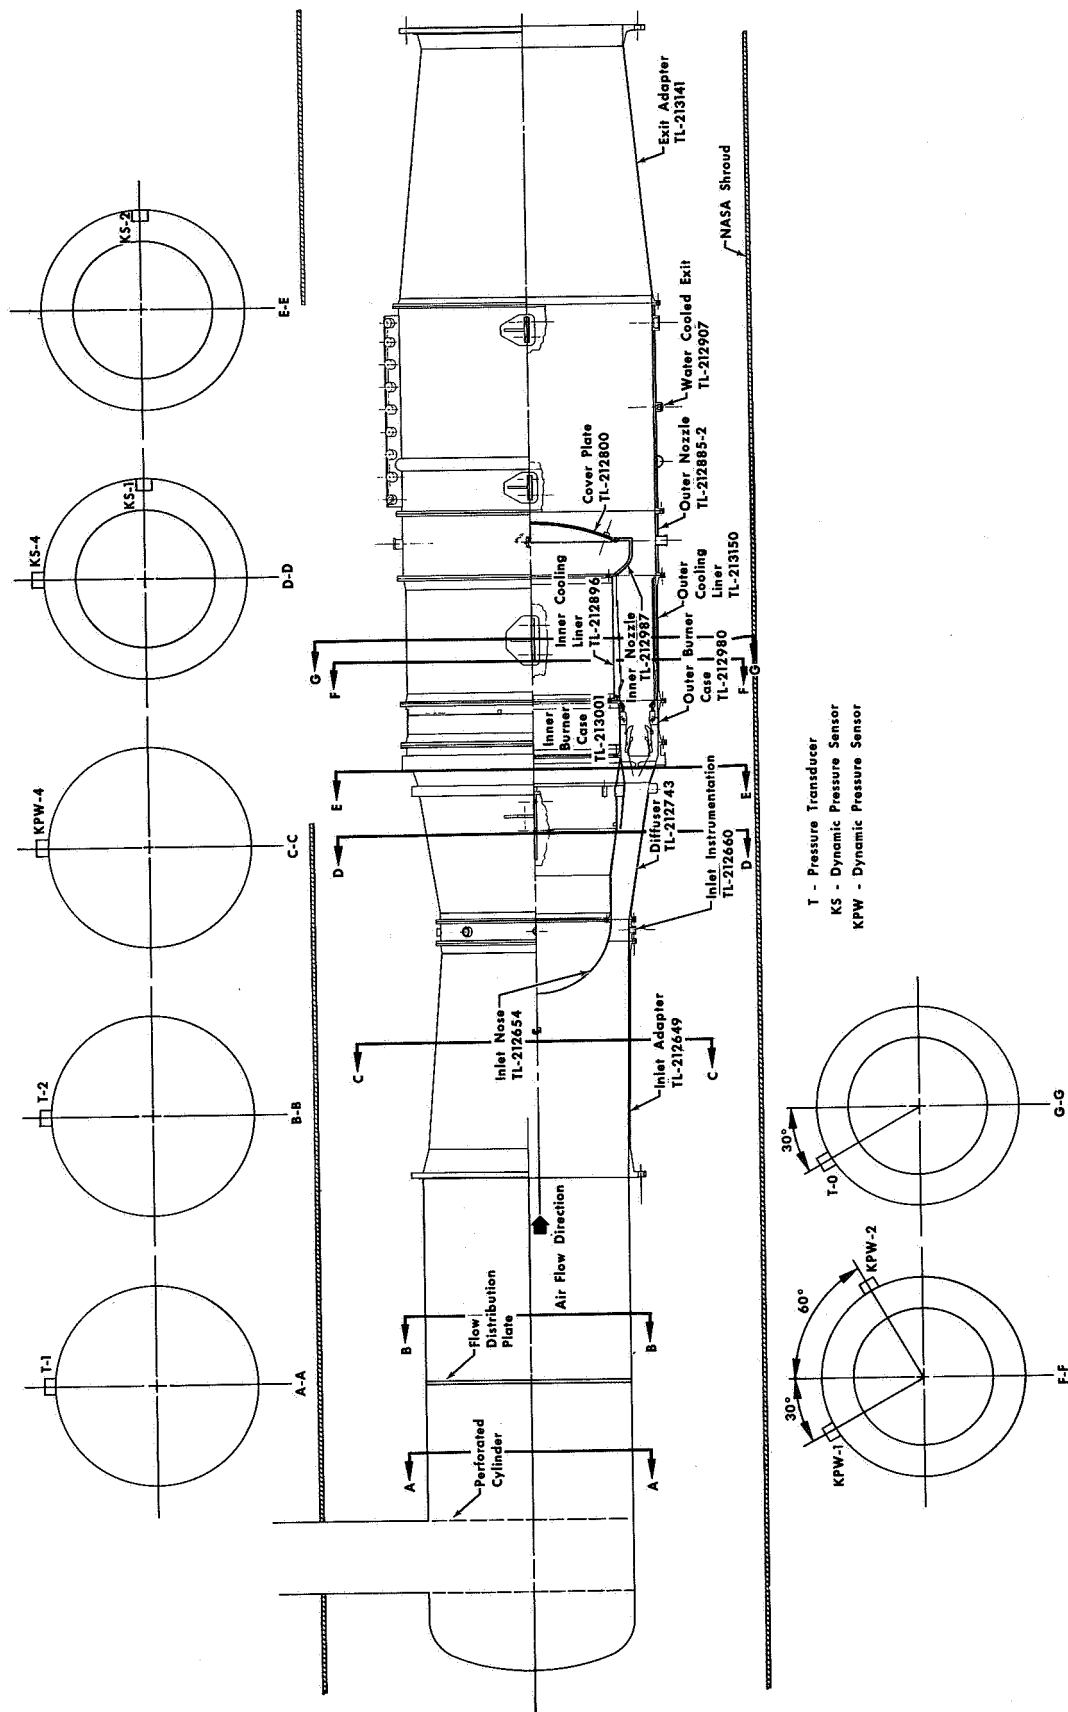 T-1
A-A
T-2
B-B
KPW-4
C-C
KS-4
KS-1
D-D
KS-2
E-E
A
A
B
B
C
C
D
D
E
E
F
F
G
G
Perforated
Cylinder
Flow
Distribution
Plate
Air Flow Direction
Inlet Nose
TL-212654
Inlet Adapter
TL-212649
Inlet Instrumentation
TL-212660
Diffuser
TL-212743
Inner
Burner
Case
TL-213001
Outer Burner
Case
TL-212980
Inner Cooling
Liner
TL-212896
Inner Nozzle
TL-212987
Outer
Cooling
Liner
TL-213150
Cover Plate
TL-212800
Outer Nozzle
TL-212885-2
Water Cooled Exit
TL-212907
NASA Shroud
Exit Adapter
TL-213141
KPW-1
30°
60°
KPW-2
F-F
T-0
30°
G-G
T - Pressure Transducer
KS - Dynamic Pressure Sensor
KPW - Dynamic Pressure Sensor